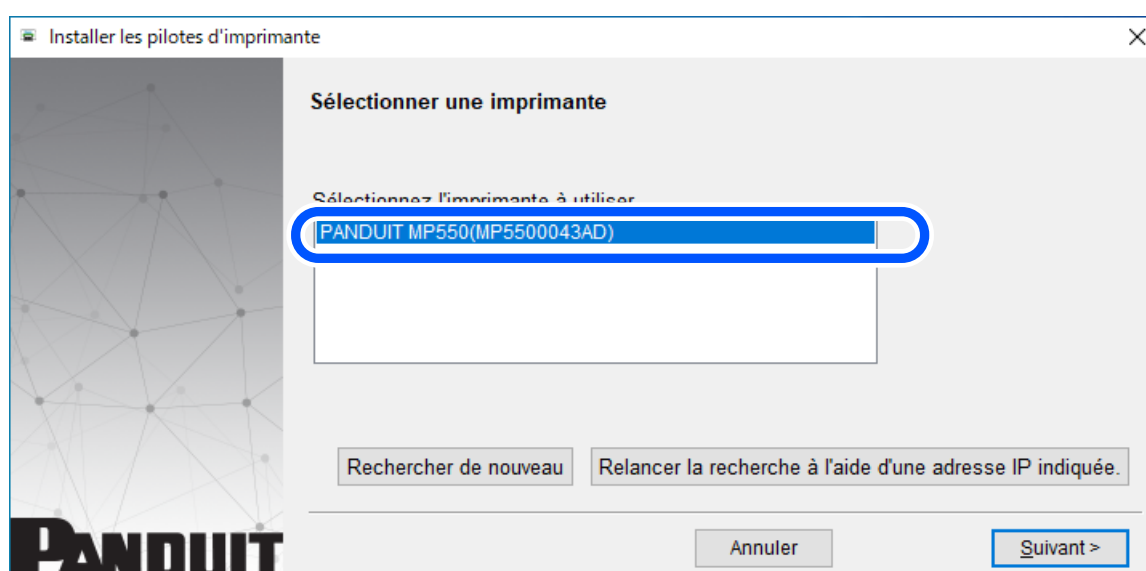 Installer les pilotes d'imprimante
Sélectionner une imprimante
Sélectionnez l'imprimante à utiliser
PANDUIT MP550(MP5500043AD)
Rechercher de nouveau
Relancer la recherche à l'aide d'une adresse IP indiquée.
PANDUIT
Annuler
Suivant >